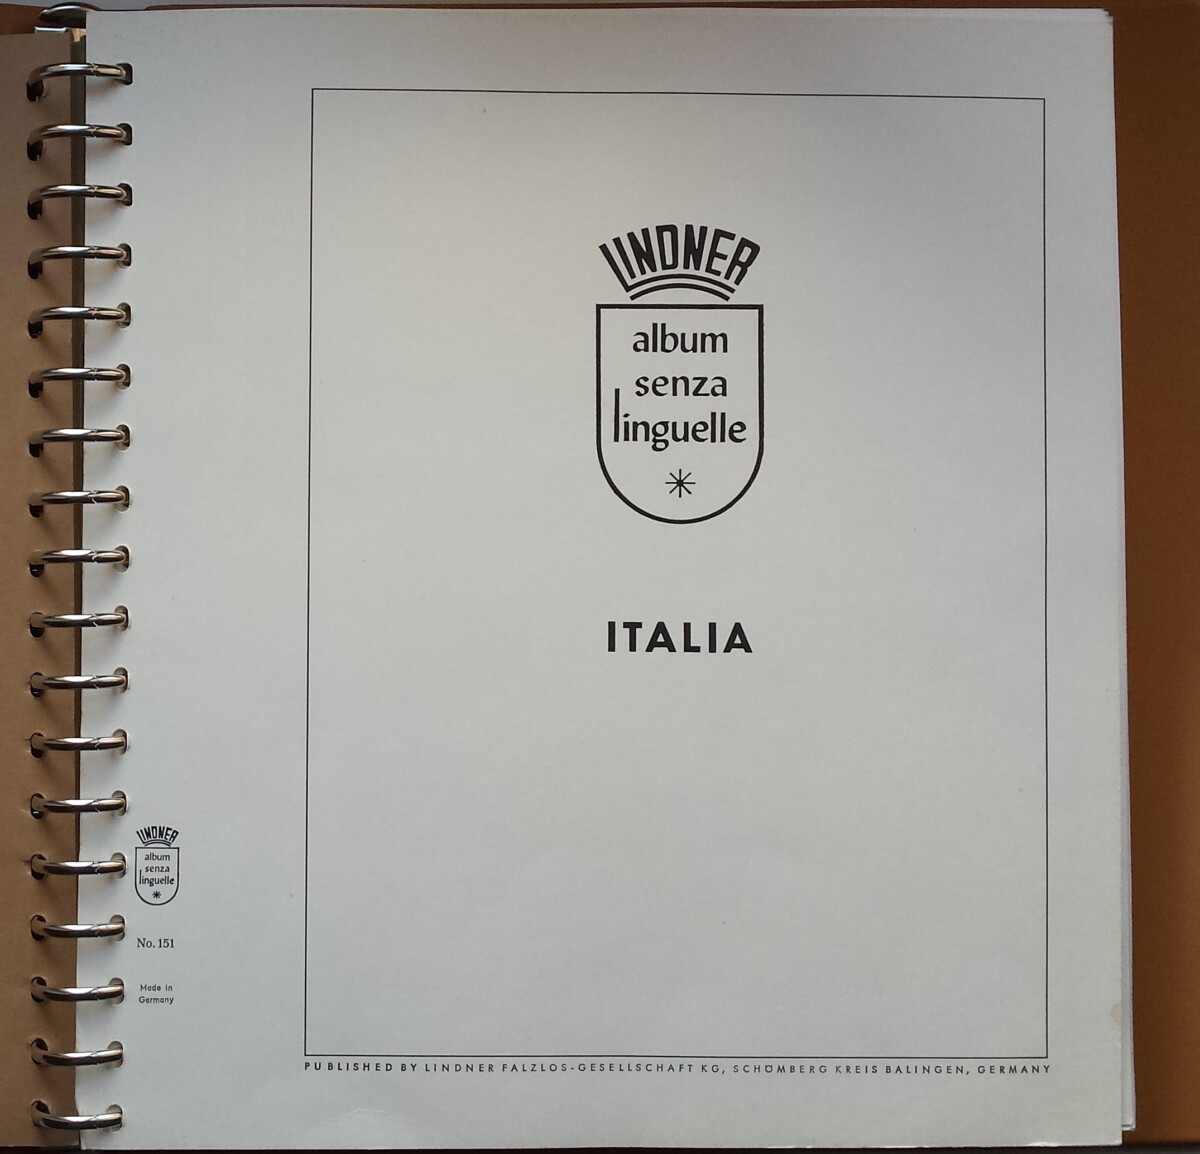 LINDNER
album
senza
linguelle
ITALIA
LINDNER
album
senza
linguelle
No. 151
Made in
Germany
PUBLISHED BY LINDNER FALZLOS-GESELLSCHAFT KG, SCHÖMBERG KREIS BALINGEN, GERMANY